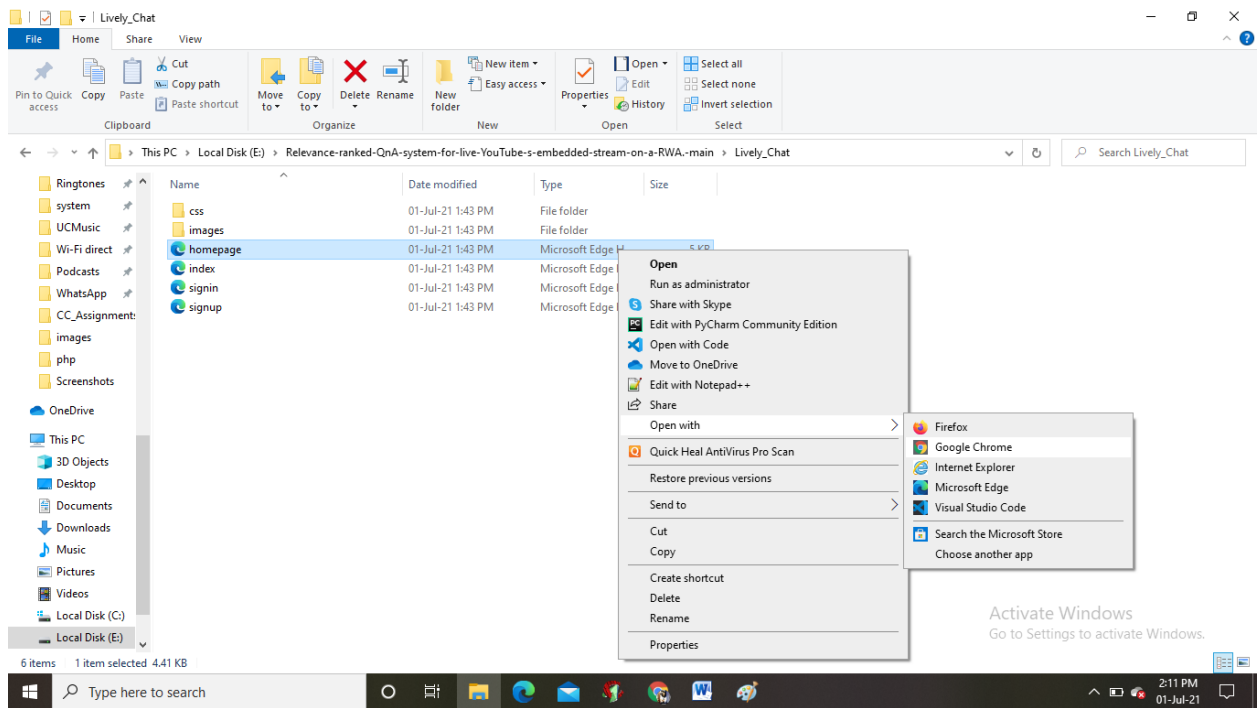 Lively_Chat
File Home Share View
Pin to Quick access
Copy
Paste
Cut
Copy path
Paste shortcut
Clipboard
Move to
Copy to
Delete
Rename
Organize
New folder
New item
Easy access
New
Properties
Open
Edit
History
Open
Select all
Select none
Invert selection
Select
This PC > Local Disk (E:) > Relevance-ranked-QnA-system-for-live-YouTube-s-embedded-stream-on-a-RWA.-main > Lively_Chat
Search Lively_Chat
Ringtones
system
UCMusic
Wi-Fi direct
Podcasts
WhatsApp
CC_Assignment
images
php
Screenshots
OneDrive
This PC
3D Objects
Desktop
Documents
Downloads
Music
Pictures
Videos
Local Disk (C:)
Local Disk (E:)
Name Date modified Type Size
css 01-Jul-21 1:43 PM File folder
images 01-Jul-21 1:43 PM File folder
homepage 01-Jul-21 1:43 PM Microsoft Edge H... 5 KB
index 01-Jul-21 1:43 PM Microsoft Edge
signin 01-Jul-21 1:43 PM Microsoft Edge
signup 01-Jul-21 1:43 PM Microsoft Edge
Open
Run as administrator
Share with Skype
Edit with PyCharm Community Edition
Open with Code
Move to OneDrive
Edit with Notepad++
Share
Open with
Quick Heal AntiVirus Pro Scan
Restore previous versions
Send to
Cut
Copy
Create shortcut
Delete
Rename
Properties
Firefox
Google Chrome
Internet Explorer
Microsoft Edge
Visual Studio Code
Search the Microsoft Store
Choose another app
Activate Windows
Go to Settings to activate Windows.
6 items 1 item selected 4.41 KB
Type here to search
2:11 PM
01-Jul-21